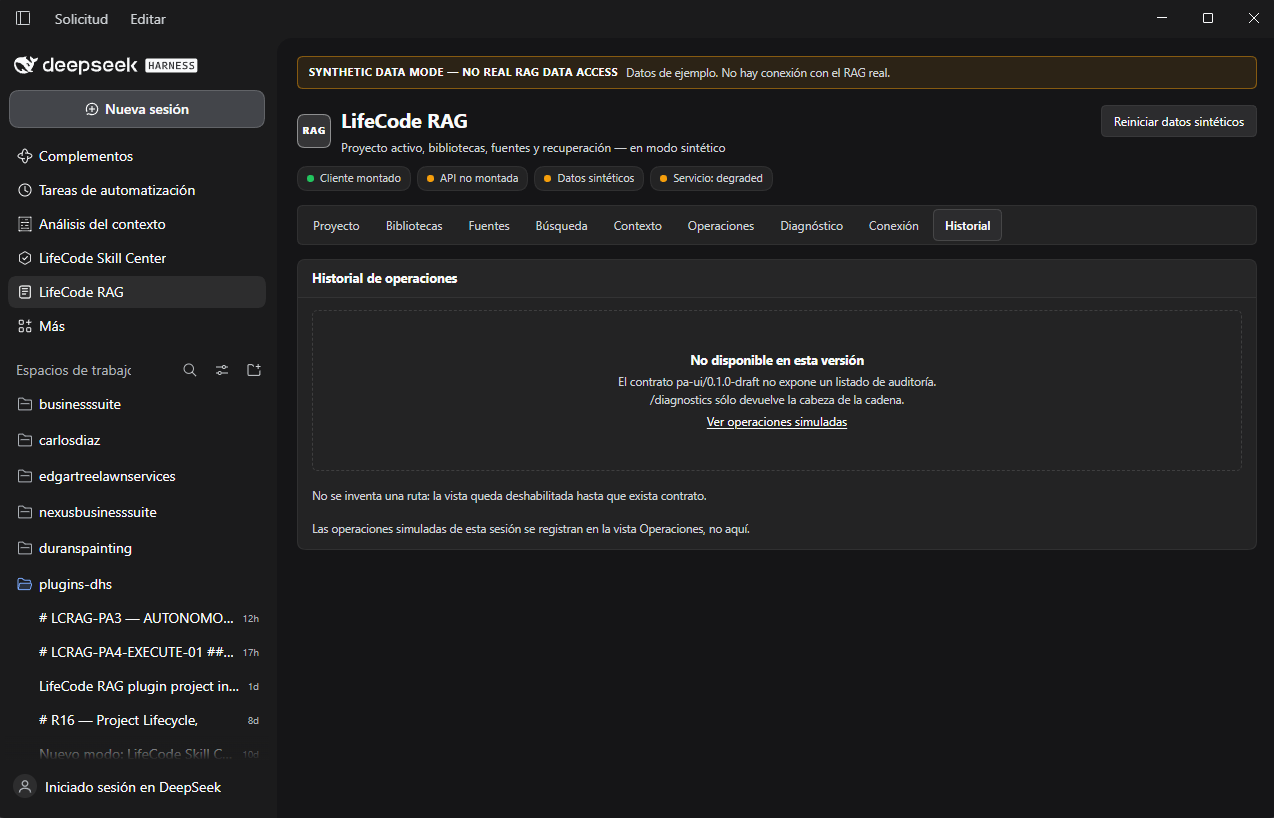 Solicitud Editar
deepseek HARNESS
Nueva sesión
Complementos
Tareas de automatización
Análisis del contexto
LifeCode Skill Center
LifeCode RAG
Más
Espacios de trabajo
businesssuite
carlosdiaz
edgartreelawnservices
nexusbusinesssuite
duranspainting
plugins-dhs
# LCRAG-PA3 — AUTONOMO... 12h
# LCRAG-PA4-EXECUTE-01 ##... 17h
LifeCode RAG plugin project in... 1d
# R16 — Project Lifecycle, 8d
Nuevo modo: LifeCode Skill C... 10d
Iniciado sesión en DeepSeek
SYNTHETIC DATA MODE — NO REAL RAG DATA ACCESS Datos de ejemplo. No hay conexión con el RAG real.
RAG
LifeCode RAG
Proyecto activo, bibliotecas, fuentes y recuperación — en modo sintético
Reiniciar datos sintéticos
Cliente montado API no montada Datos sintéticos Servicio: degraded
Proyecto Bibliotecas Fuentes Búsqueda Contexto Operaciones Diagnóstico Conexión Historial
Historial de operaciones
No disponible en esta versión
El contrato pa-ui/0.1.0-draft no expone un listado de auditoría.
/diagnostics sólo devuelve la cabeza de la cadena.
Ver operaciones simuladas
No se inventa una ruta: la vista queda deshabilitada hasta que exista contrato.
Las operaciones simuladas de esta sesión se registran en la vista Operaciones, no aquí.